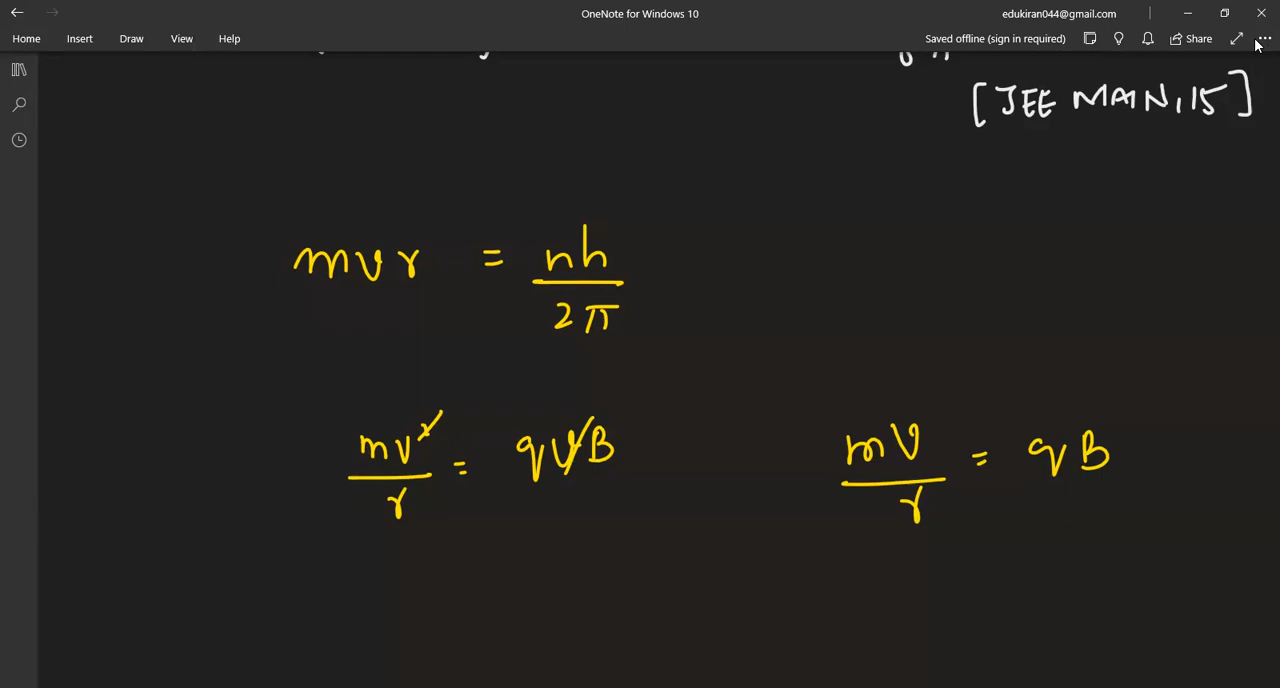 OneNote for Windows 10
edukiran044@gmail.com
Home Insert Draw View Help
Saved offline (sign in required)
Share
[JEE MAIN, 15]
mvr = nh/2π
mv²/r = qvB
mv/r = qB